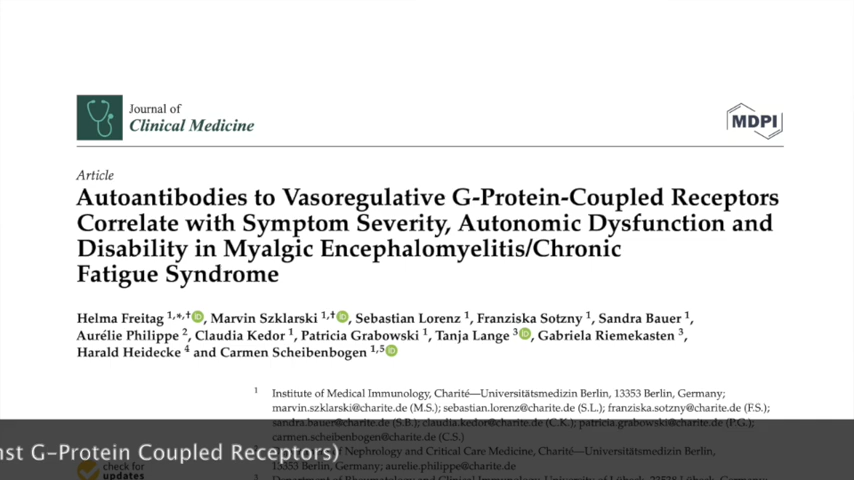 Journal of
Clinical Medicine
MDPI
Article
Autoantibodies to Vasoregulative G-Protein-Coupled Receptors
Correlate with Symptom Severity, Autonomic Dysfunction and
Disability in Myalgic Encephalomyelitis/Chronic
Fatigue Syndrome
Helma Freitag 1,*,† iD, Marvin Szklarski 1,† iD, Sebastian Lorenz 1, Franziska Sotzny 1, Sandra Bauer 1,
Aurélie Philippe 2, Claudia Kedor 1, Patricia Grabowski 1, Tanja Lange 3 iD, Gabriela Riemekasten 3,
Harald Heidecke 4 and Carmen Scheibenbogen 1,5 iD
1 Institute of Medical Immunology, Charité—Universitätsmedizin Berlin, 13353 Berlin, Germany;
marvin.szklarski@charite.de (M.S.); sebastian.lorenz@charite.de (S.L.); franziska.sotzny@charite.de (F.S.);
sandra.bauer@charite.de (S.B.); claudia.kedor@charite.de (C.K.); patricia.grabowski@charite.de (P.G.);
carmen.scheibenbogen@charite.de (C.S.)
nst G-Protein Coupled Receptors)
of Nephrology and Critical Care Medicine, Charité—Universitätsmedizin Berlin,
13353 Berlin, Germany; aurelie.philippe@charite.de
check for
updates